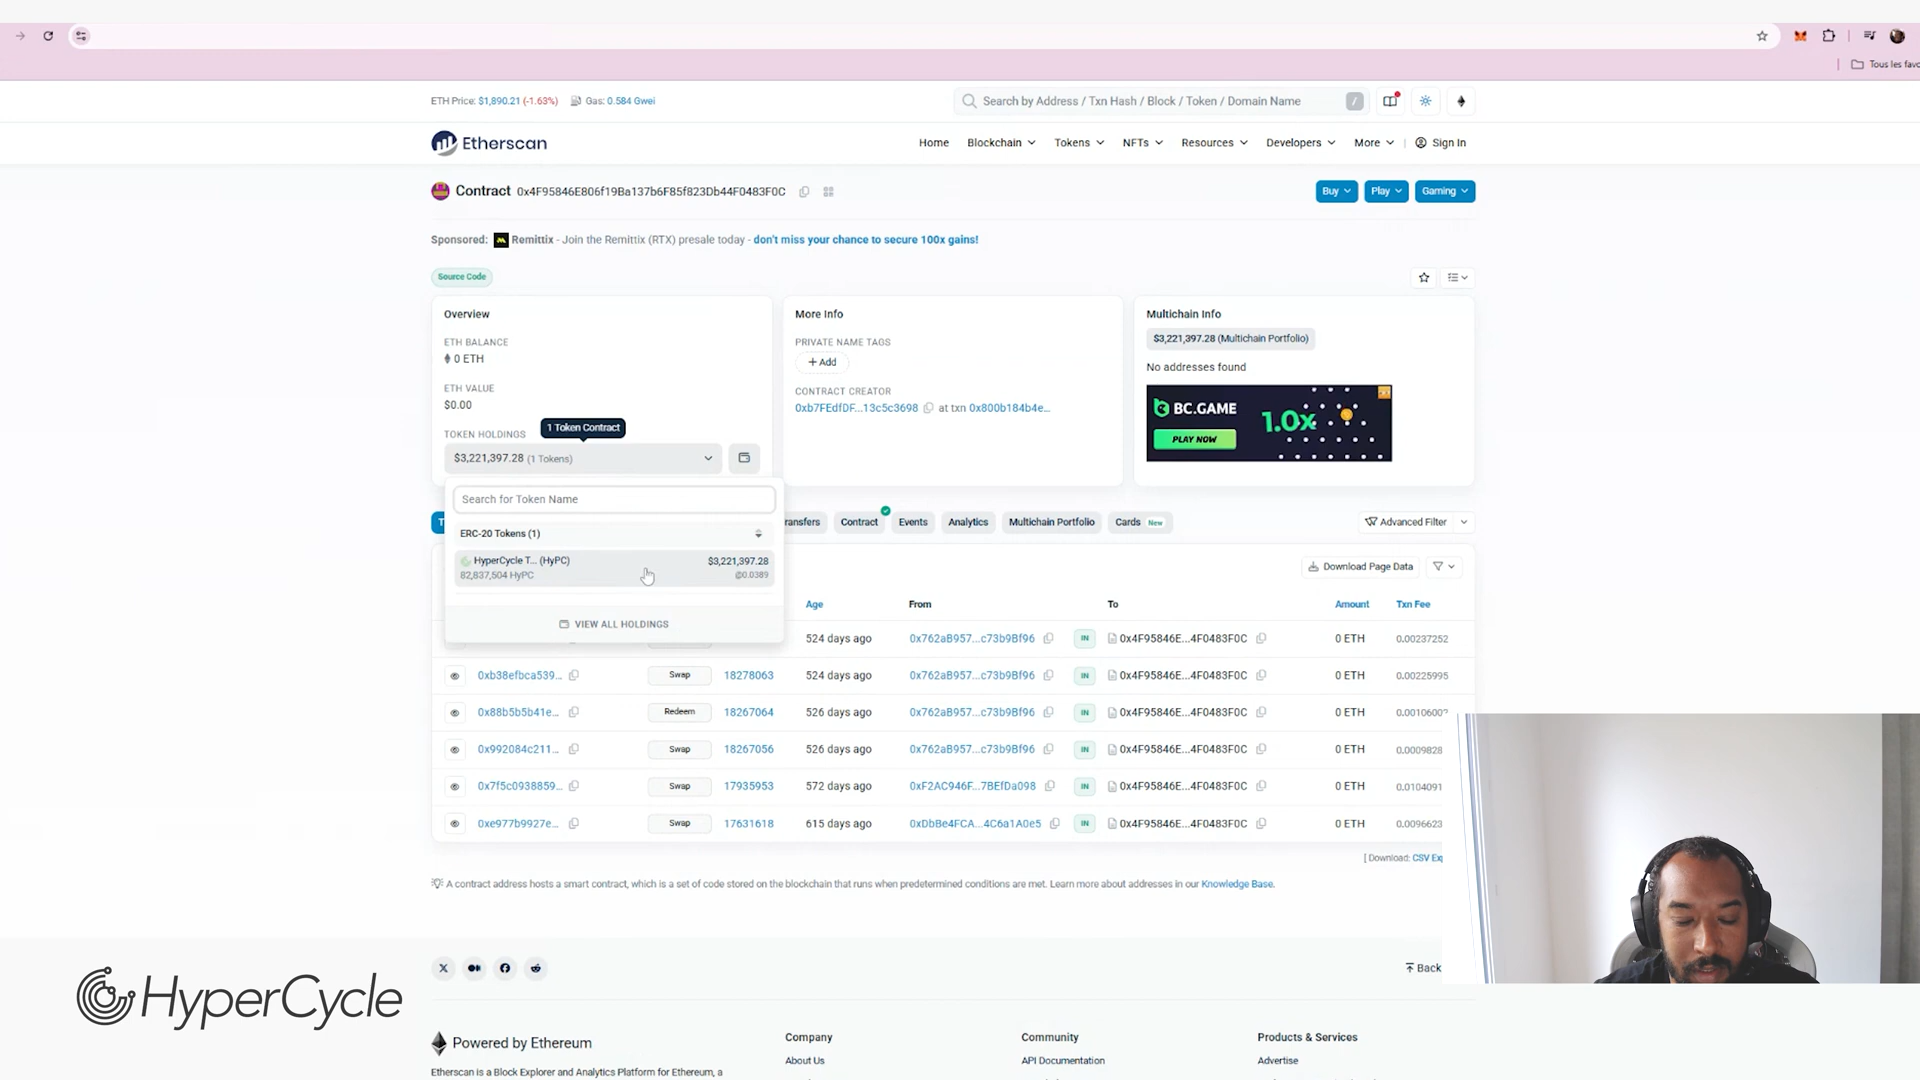 Tous les favo
ETH Price: $1,890.21 (-1.63%) Gas: 0.584 Gwei
Search by Address / Txn Hash / Block / Token / Domain Name /
Etherscan
Home Blockchain Tokens NFTs Resources Developers More Sign In
Contract 0x4F95846E806f19Ba137b6F85f823Db44F0483F0C
Buy Play Gaming
Sponsored: Remittix - Join the Remittix (RTX) presale today - don't miss your chance to secure 100x gains!
Source Code
Overview
ETH BALANCE
0 ETH
ETH VALUE
$0.00
TOKEN HOLDINGS
1 Token Contract
$3,221,397.28 (1 Tokens)
Search for Token Name
ERC-20 Tokens (1)
HyperCycle T... (HyPC) $3,221,397.28
82,837,504 HyPC @0.0389
VIEW ALL HOLDINGS
More Info
PRIVATE NAME TAGS
+ Add
CONTRACT CREATOR
0xb7FEdfDF...13c5c3698 at txn 0x800b184b4e...
Multichain Info
$3,221,397.28 (Multichain Portfolio)
No addresses found
BC.GAME
PLAY NOW
1.0x
T ransfers Contract Events Analytics Multichain Portfolio Cards New
Advanced Filter
Download Page Data
Age From To Amount Txn Fee
524 days ago 0x762aB957...c73b9Bf96 IN 0x4F95846E...4F0483F0C 0 ETH 0.00237252
0xb38efbca539... Swap 18278063 524 days ago 0x762aB957...c73b9Bf96 IN 0x4F95846E...4F0483F0C 0 ETH 0.00225995
0x88b5b5b41e... Redeem 18267064 526 days ago 0x762aB957...c73b9Bf96 IN 0x4F95846E...4F0483F0C 0 ETH
0x992084c211... Swap 18267056 526 days ago 0x762aB957...c73b9Bf96 IN 0x4F95846E...4F0483F0C 0 ETH 0.0009828
0x7f5c0938859... Swap 17935953 572 days ago 0xF2AC946F...7BEfDa098 IN 0x4F95846E...4F0483F0C 0 ETH 0.0104091
0xe977b9927e... Swap 17631618 615 days ago 0xDbBe4FCA...4C6a1A0e5 IN 0x4F95846E...4F0483F0C 0 ETH 0.0096623
[ Download: CSV Ex
A contract address hosts a smart contract, which is a set of code stored on the blockchain that runs when predetermined conditions are met. Learn more about addresses in our Knowledge Base.
Back
HyperCycle
Powered by Ethereum
Etherscan is a Block Explorer and Analytics Platform for Ethereum, a
Company
About Us
Community
API Documentation
Products & Services
Advertise